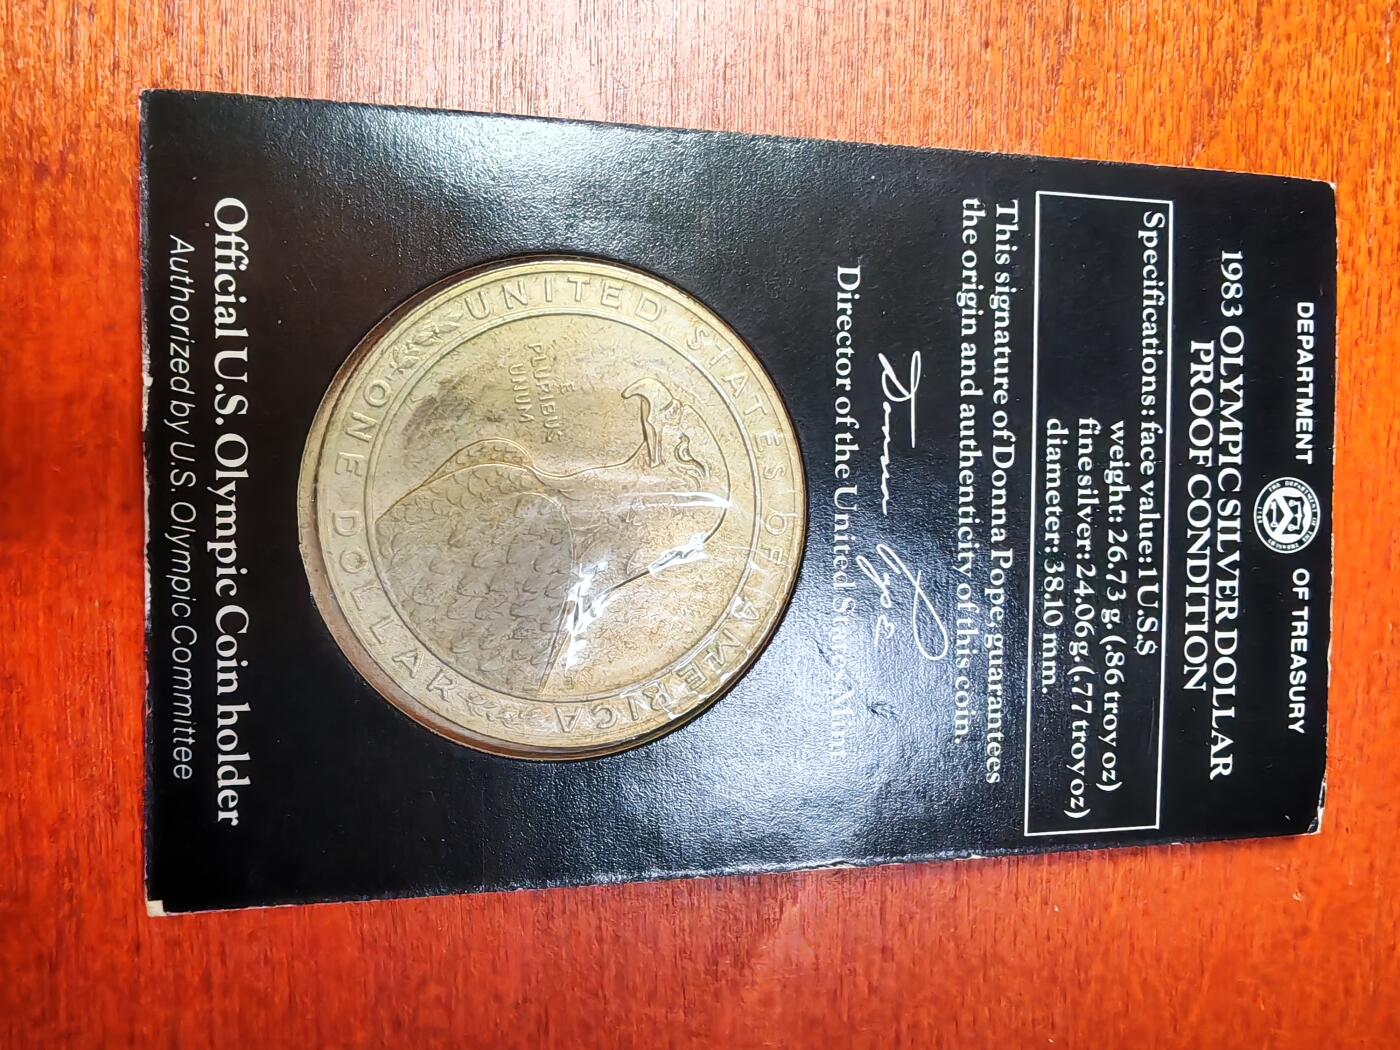 DEPARTMENT OF TREASURY
1983 OLYMPIC SILVER DOLLAR
PROOF CONDITION
Specifications: face value: 1 U.S.$
weight: 26.73 g. (.86 troy oz)
fine silver: 24.06 g. (.77 troy oz)
diameter: 38.10 mm.
This signature of Donna Pope, guarantees
the origin and authenticity of this coin.
Donna Pope
Director of the United States Mint
UNITED STATES OF AMERICA
E
PLURIBUS
UNUM
ONE DOLLAR
Official U.S. Olympic Coin holder
Authorized by U.S. Olympic Committee